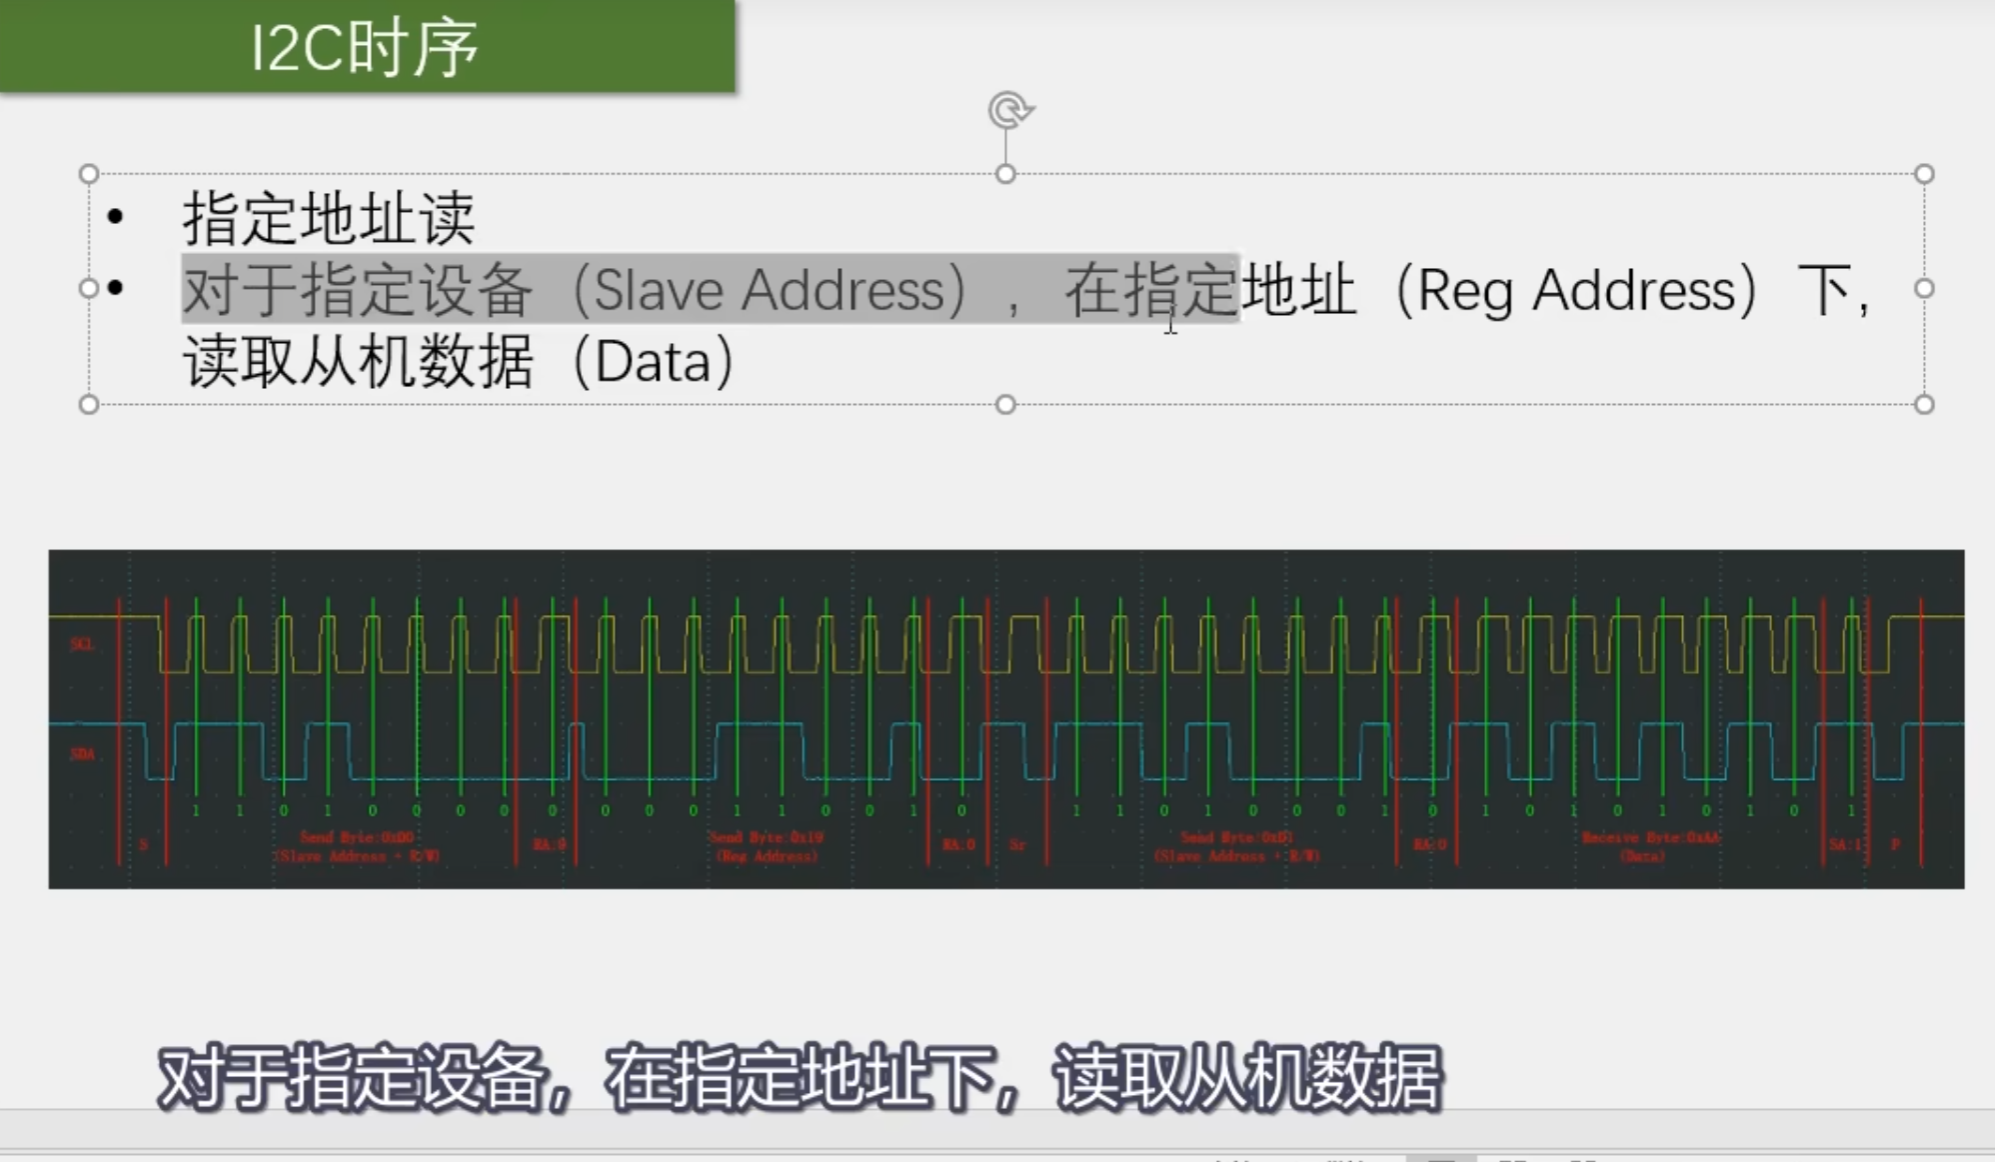 I2C时序
• 指定地址读
• 对于指定设备（Slave Address），在指定地址（Reg Address）下，
读取从机数据（Data）
SCL
SDA
1 1 0 1 0 0 0 0 0 0 0 0 1 1 0 0 1 0 1 1 0 1 0 0 0 1 0 1 0 1 0 1 0 1 0 1
S Send Byte:0xD0 RA:0 Send Byte:0x19 RA:0 Sr Send Byte:0xD1 RA:0 Receive Byte:0xAA SA:1 P
(Slave Address + R/W) (Reg Address) (Slave Address + R/W) (Data)
对于指定设备，在指定地址下，读取从机数据